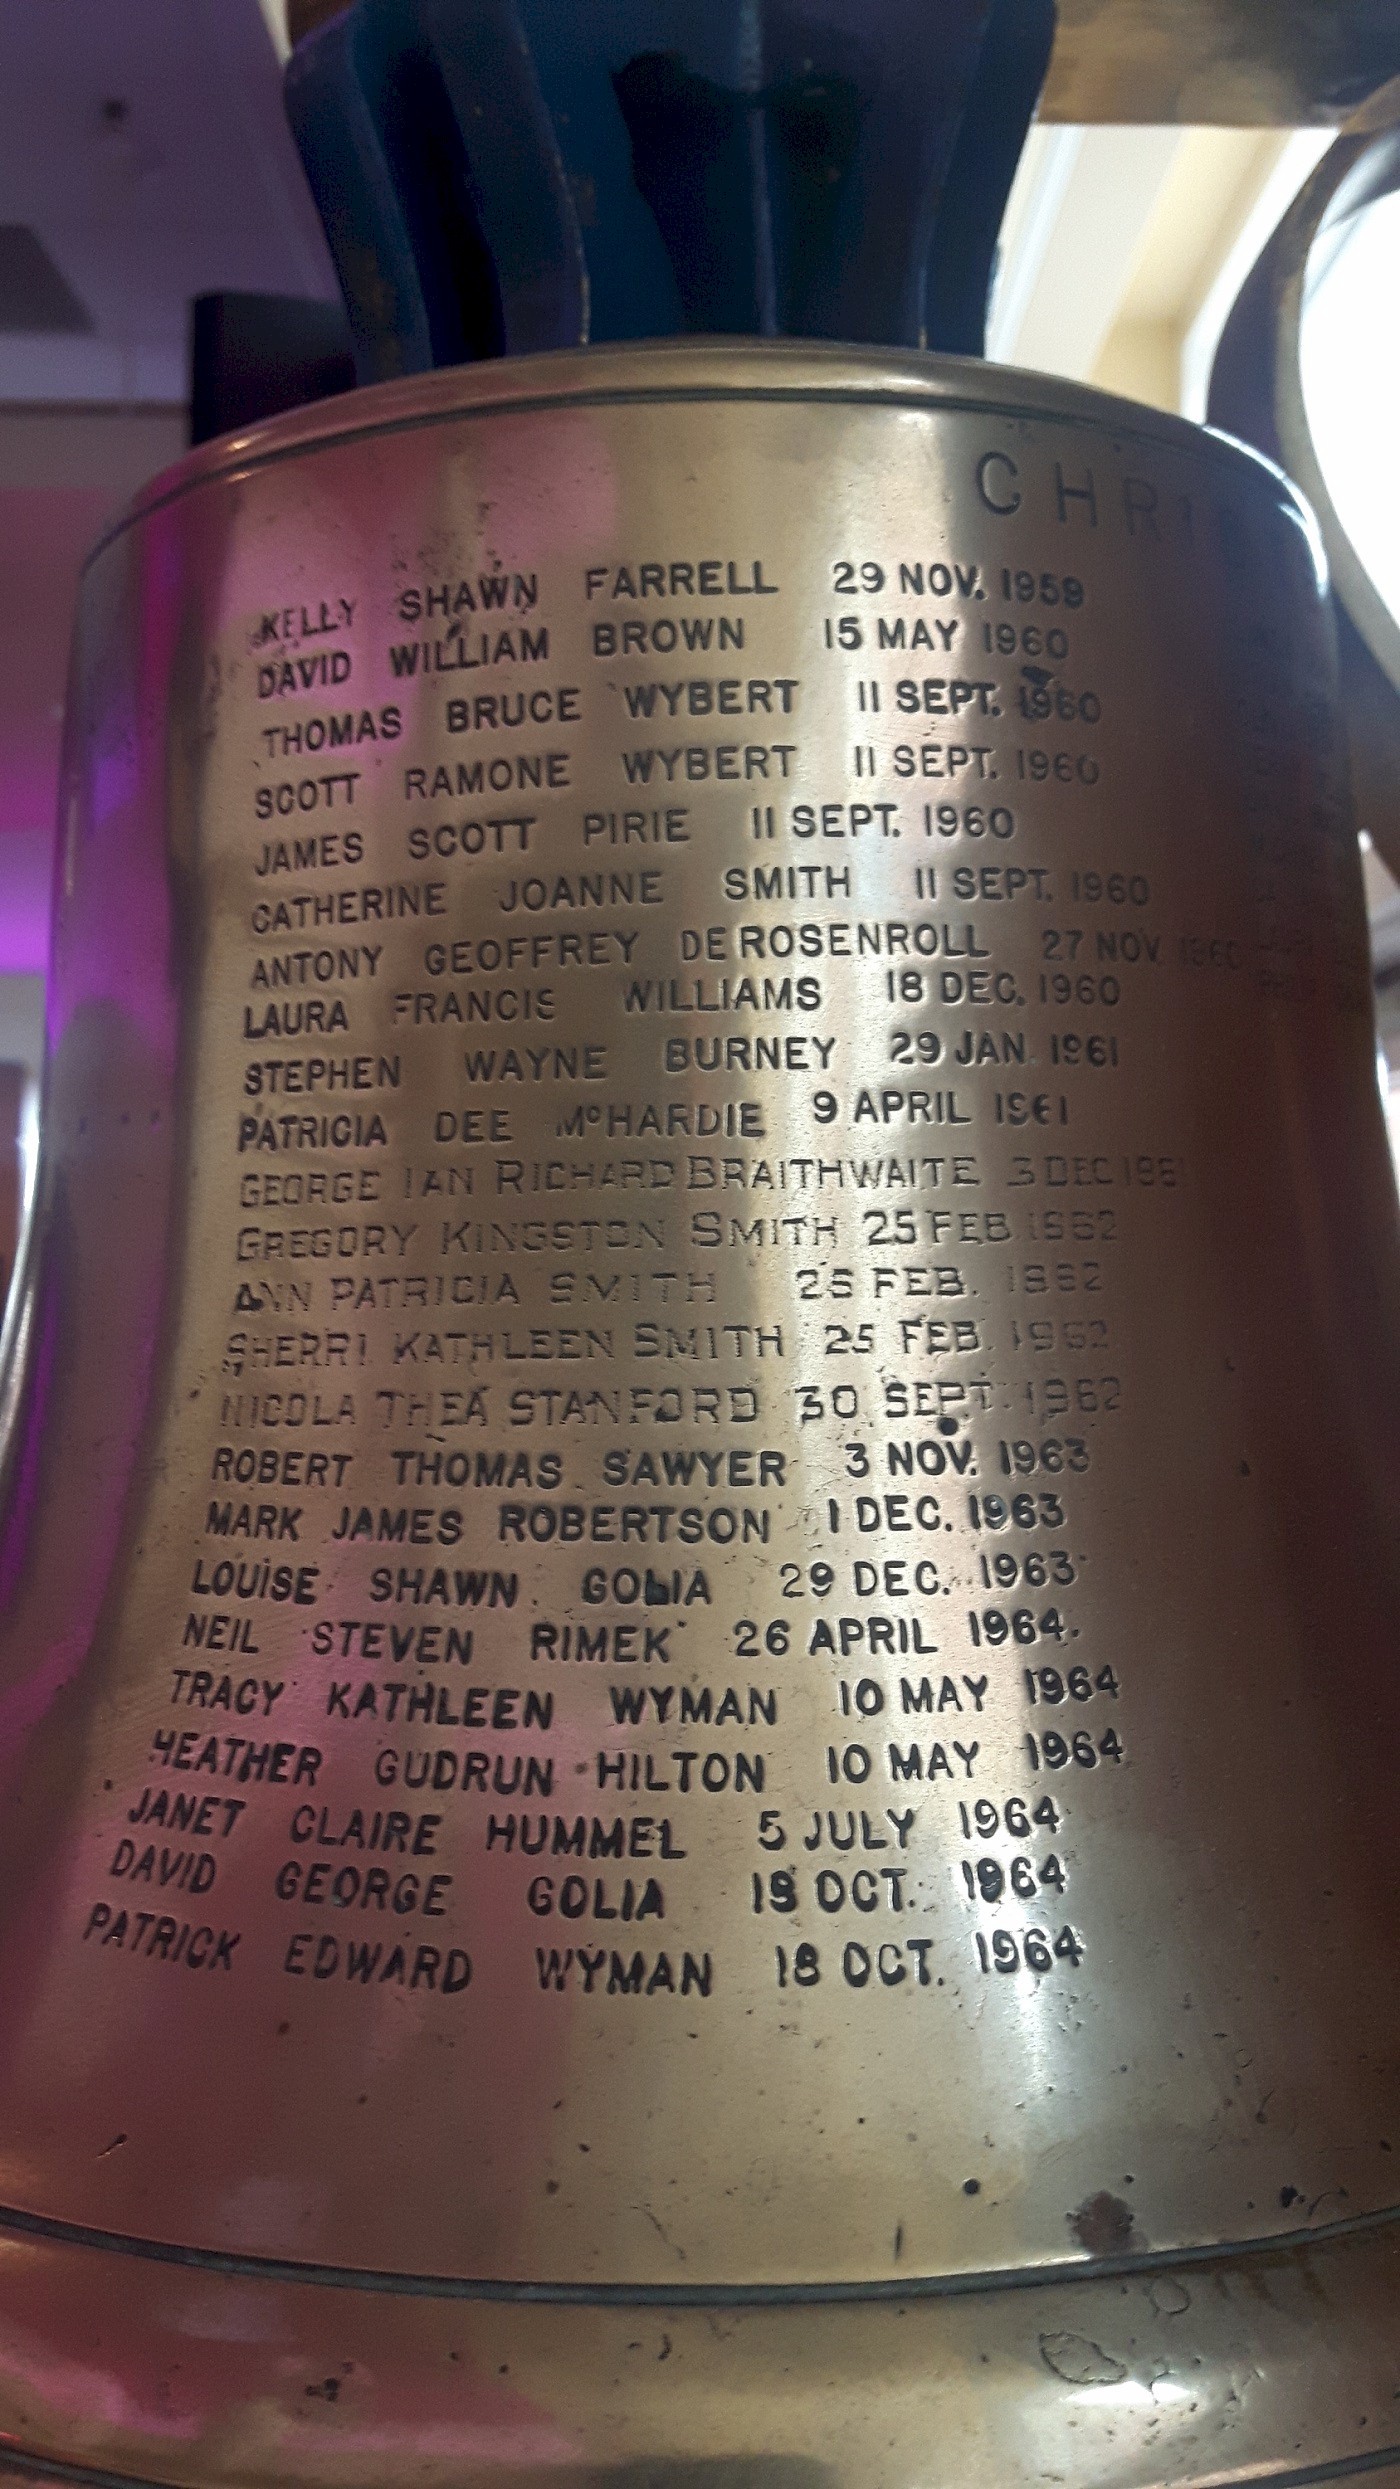 CHRI
KELLY SHAWN FARRELL 29 NOV. 1959
DAVID WILLIAM BROWN 15 MAY 1960
THOMAS BRUCE WYBERT 11 SEPT. 1960
SCOTT RAMONE WYBERT 11 SEPT. 1960
JAMES SCOTT PIRIE 11 SEPT. 1960
CATHERINE JOANNE SMITH 11 SEPT. 1960
ANTONY GEOFFREY DE ROSENROLL 27 NOV. 1960
LAURA FRANCIS WILLIAMS 18 DEC. 1960
STEPHEN WAYNE BURNEY 29 JAN. 1961
PATRICIA DEE McHARDIE 9 APRIL 1961
GEORGE IAN RICHARD BRAITHWAITE 3 DEC 1961
GREGORY KINGSTON SMITH 25 FEB 1962
ANN PATRICIA SMITH 25 FEB. 1962
SHERRI KATHLEEN SMITH 25 FEB. 1962
NICOLA THEA STANFORD 30 SEPT. 1962
ROBERT THOMAS SAWYER 3 NOV. 1963
MARK JAMES ROBERTSON 1 DEC. 1963
LOUISE SHAWN GOLIA 29 DEC. 1963
NEIL STEVEN RIMEK 26 APRIL 1964.
TRACY KATHLEEN WYMAN 10 MAY 1964
HEATHER GUDRUN HILTON 10 MAY 1964
JANET CLAIRE HUMMEL 5 JULY 1964
DAVID GEORGE GOLIA 18 OCT. 1964
PATRICK EDWARD WYMAN 18 OCT. 1964